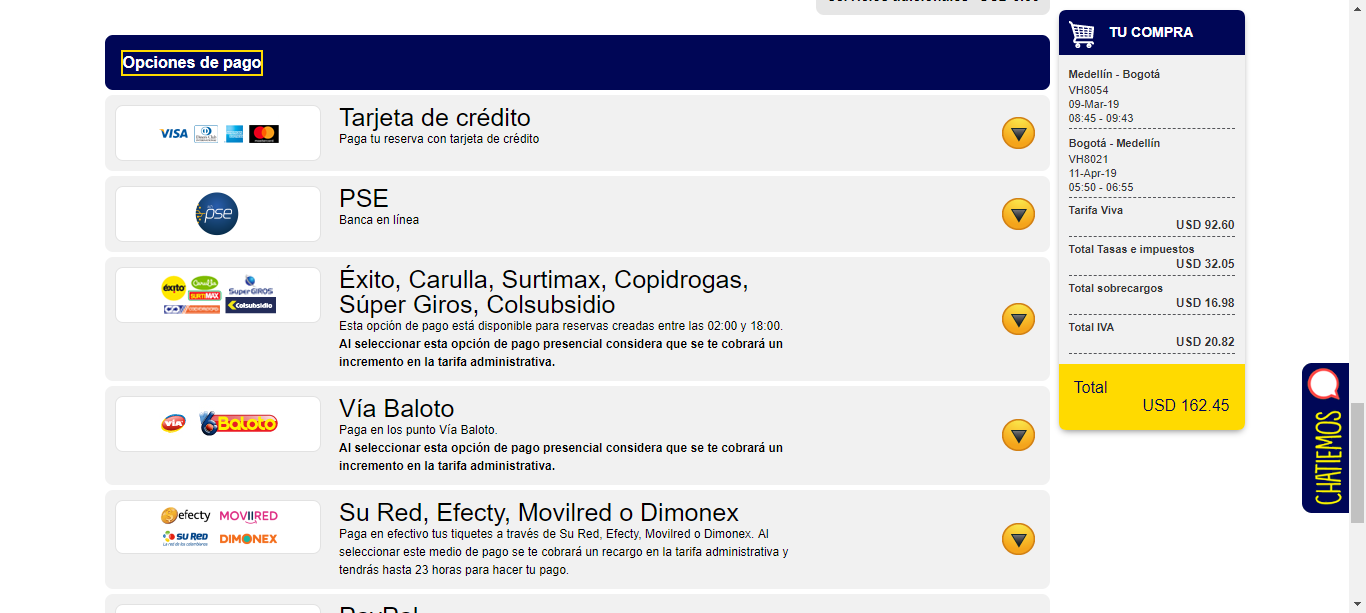 Opciones de pago
VISA
Tarjeta de crédito
Paga tu reserva con tarjeta de crédito
pse
PSE
Banca en línea
éxito
Carulla
SURTIMAX
SuperGIROS
Colsubsidio
Éxito, Carulla, Surtimax, Copidrogas,
Súper Giros, Colsubsidio
Esta opción de pago está disponible para reservas creadas entre las 02:00 y 18:00.
Al seleccionar esta opción de pago presencial considera que se te cobrará un
incremento en la tarifa administrativa.
VIA Baloto
Vía Baloto
Paga en los punto Vía Baloto.
Al seleccionar esta opción de pago presencial considera que se te cobrará un
incremento en la tarifa administrativa.
efecty MOVIIRED
SU RED DIMONEX
Su Red, Efecty, Movilred o Dimonex
Paga en efectivo tus tiquetes a través de Su Red, Efecty, Movilred o Dimonex. Al
seleccionar este medio de pago se te cobrará un recargo en la tarifa administrativa y
tendrás hasta 23 horas para hacer tu pago.
TU COMPRA
Medellín - Bogotá
VH8054
09-Mar-19
08:45 - 09:43
Bogotá - Medellín
VH8021
11-Apr-19
05:50 - 06:55
Tarifa Viva
USD 92.60
Total Tasas e impuestos
USD 32.05
Total sobrecargos
USD 16.98
Total IVA
USD 20.82
Total
USD 162.45
CHATIEMOS